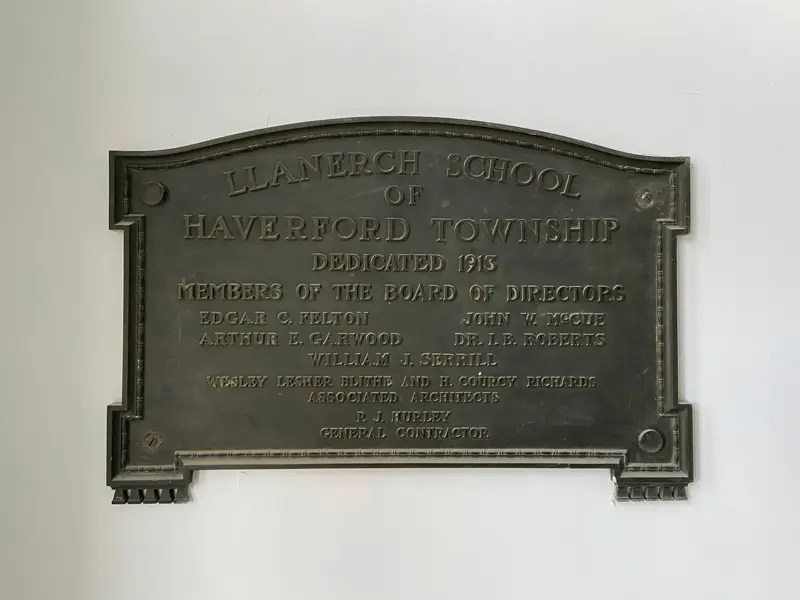 LLANERCH SCHOOL
OF
HAVERFORD TOWNSHIP
DEDICATED 1913
MEMBERS OF THE BOARD OF DIRECTORS
EDGAR C. FELTON JOHN W. McCUE
ARTHUR E. GARWOOD DR. I. B. ROBERTS
WILLIAM J. SERRILL
WESLEY LESHER BLITHE AND H. COURCY RICHARDS
ASSOCIATED ARCHITECTS
P. J. HURLEY
GENERAL CONTRACTOR